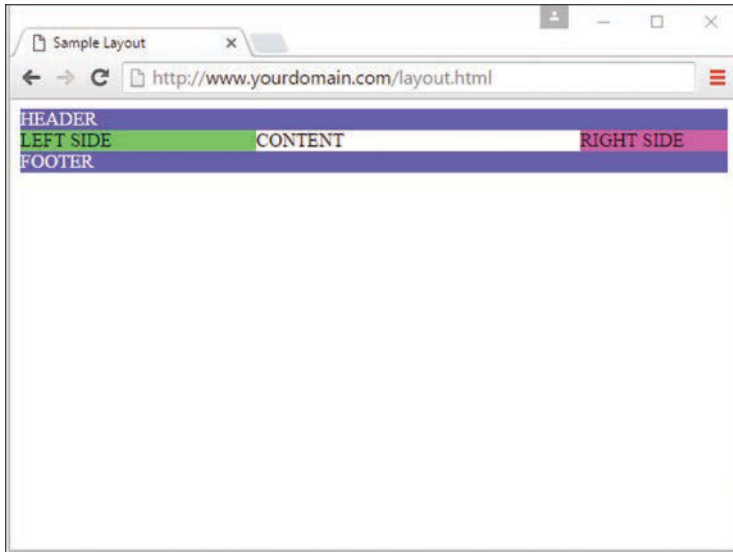 Sample Layout
http://www.yourdomain.com/layout.html
HEADER
LEFT SIDE CONTENT RIGHT SIDE
FOOTER